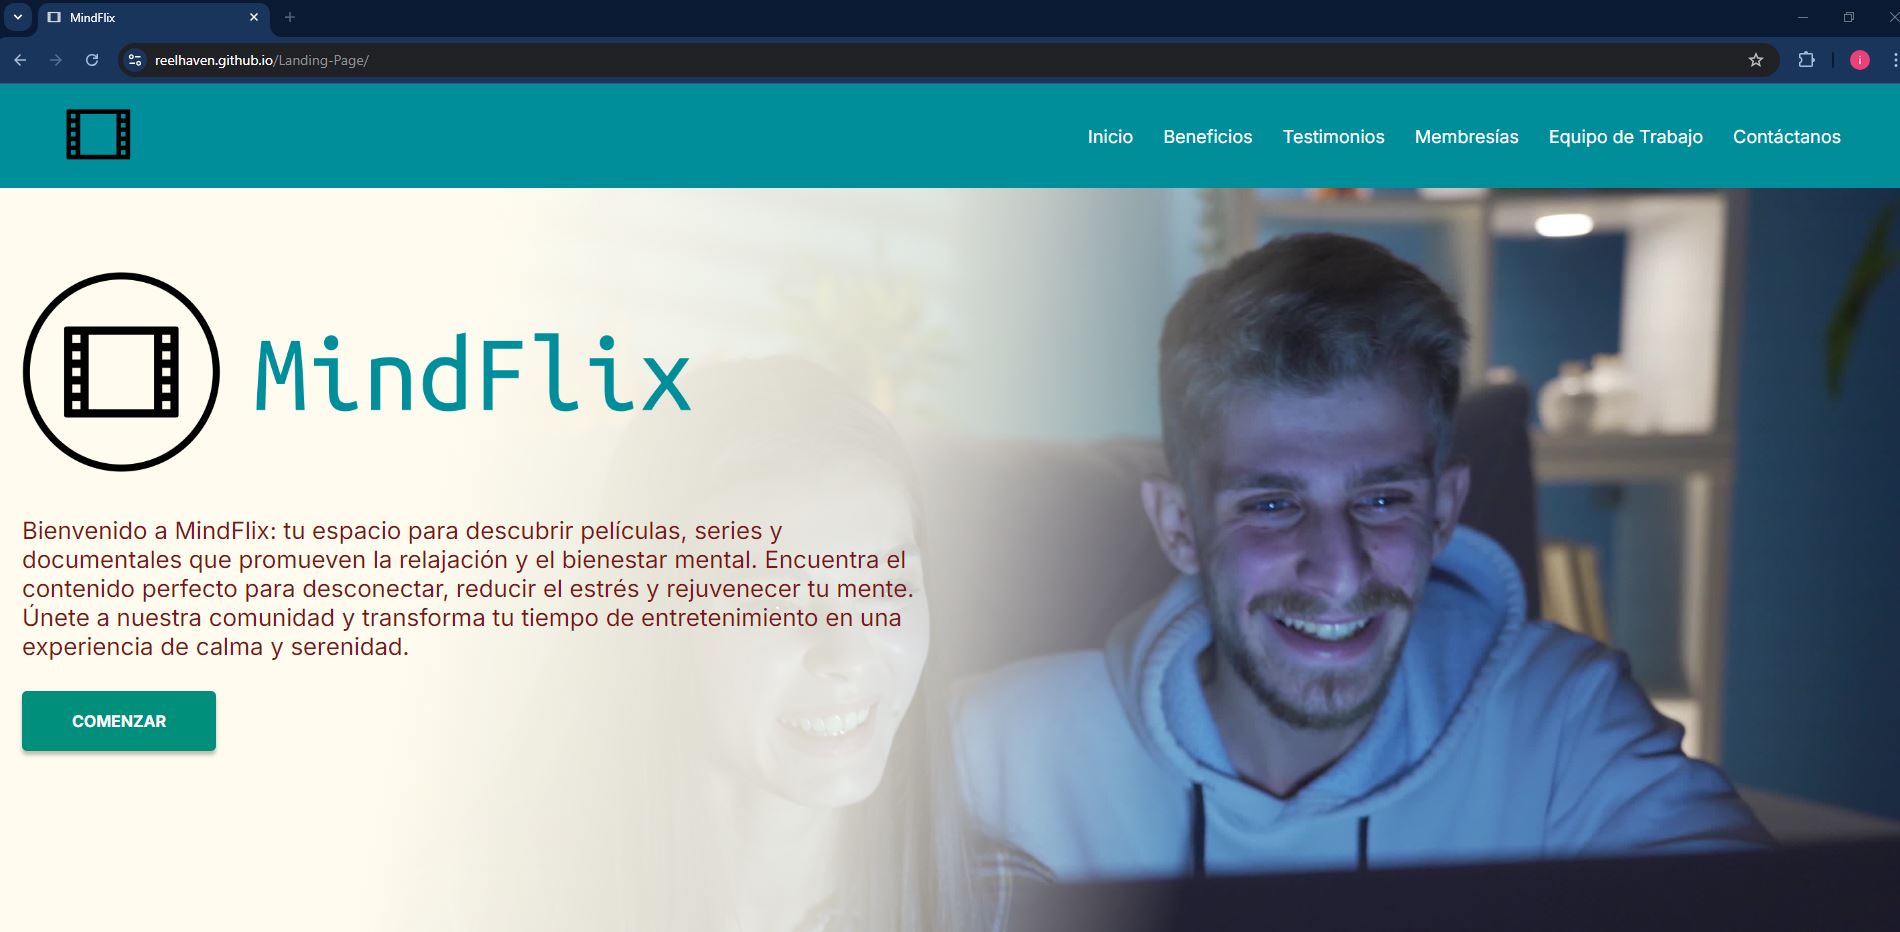 MindFlix
reelhaven.github.io/Landing-Page/
i
Inicio Beneficios Testimonios Membresías Equipo de Trabajo Contáctanos
MindFlix
Bienvenido a MindFlix: tu espacio para descubrir películas, series y
documentales que promueven la relajación y el bienestar mental. Encuentra el
contenido perfecto para desconectar, reducir el estrés y rejuvenecer tu mente.
Únete a nuestra comunidad y transforma tu tiempo de entretenimiento en una
experiencia de calma y serenidad.
COMENZAR